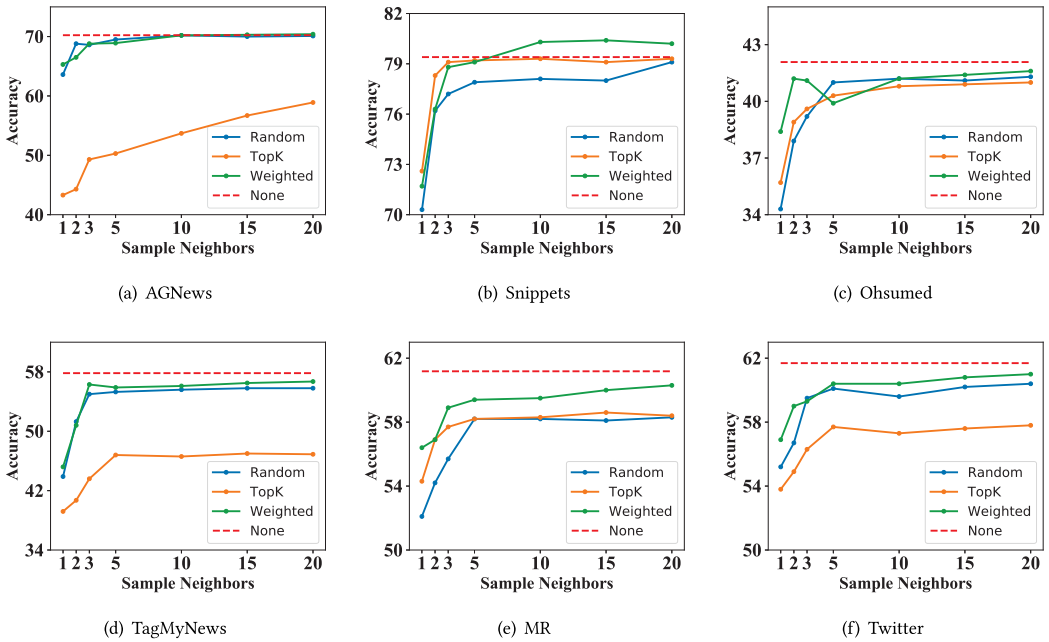 Accuracy
70
60
50
40
1 2 3 5 10 15 20
Sample Neighbors
Random
TopK
Weighted
None
(a) AGNews
Accuracy
82
79
76
73
70
1 2 3 5 10 15 20
Sample Neighbors
Random
TopK
Weighted
None
(b) Snippets
Accuracy
43
40
37
34
1 2 3 5 10 15 20
Sample Neighbors
Random
TopK
Weighted
None
(c) Ohsumed
Accuracy
58
50
42
34
1 2 3 5 10 15 20
Sample Neighbors
Random
TopK
Weighted
None
(d) TagMyNews
Accuracy
62
58
54
50
1 2 3 5 10 15 20
Sample Neighbors
Random
TopK
Weighted
None
(e) MR
Accuracy
62
58
54
50
1 2 3 5 10 15 20
Sample Neighbors
Random
TopK
Weighted
None
(f) Twitter